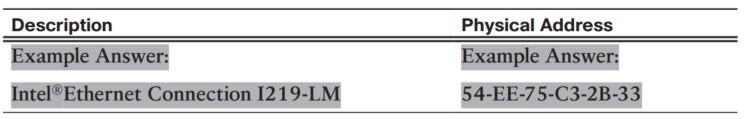 Description Physical Address
Example Answer: Example Answer:
Intel®Ethernet Connection I219-LM 54-EE-75-C3-2B-33